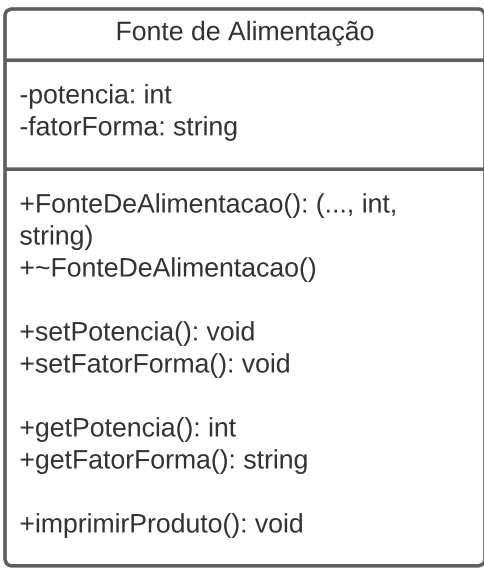 Fonte de Alimentação
-potencia: int
-fatorForma: string
+FonteDeAlimentacao(): (..., int,
string)
+~FonteDeAlimentacao()
+setPotencia(): void
+setFatorForma(): void
+getPotencia(): int
+getFatorForma(): string
+imprimirProduto(): void